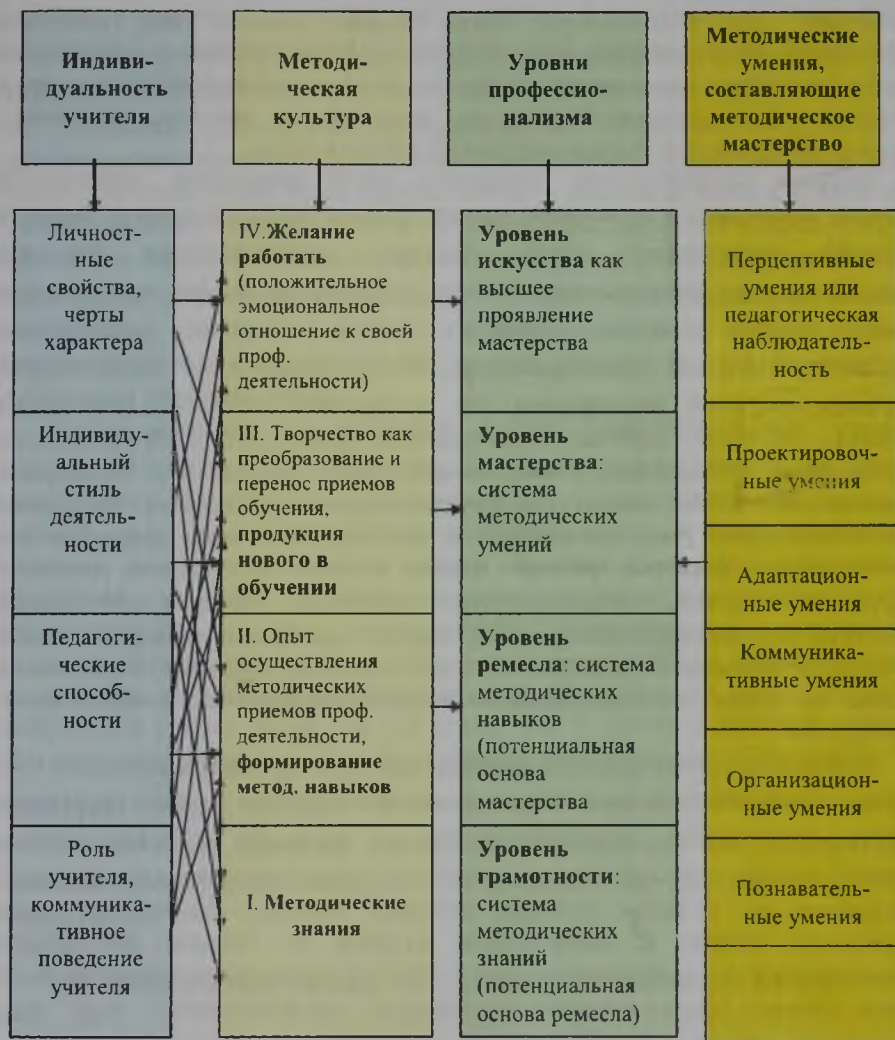 Индиви-
дуальность
учителя
Методи-
ческая
культура
Уровни
профессио-
нализма
Методические
умения,
составляющие
методическое
мастерство
Личност-
ные
свойства,
черты
характера
Индивиду-
альный
стиль
деятель-
ности
Педагоги-
ческие
способ-
ности
Роль
учителя,
коммуника-
тивное
поведение
учителя
IV.Желание
работать
(положительное
эмоциональное
отношение к своей
проф.
деятельности)
III. Творчество как
преобразование и
перенос приемов
обучения,
продукция
нового в
обучении
II. Опыт
осуществления
методических
приемов проф.
деятельности,
формирование
метод. навыков
I. Методические
знания
Уровень
искусства как
высшее
проявление
мастерства
Уровень
мастерства:
система
методических
умений
Уровень
ремесла: система
методических
навыков
(потенциальная
основа
мастерства
Уровень
грамотности:
система
методических
знаний
(потенциальная
основа ремесла)
Перцептивные
умения или
педагогическая
наблюдатель-
ность
Проектировоч-
ные умения
Адаптацион-
ные умения
Коммуника-
тивные умения
Организацион-
ные умения
Познаватель-
ные умения